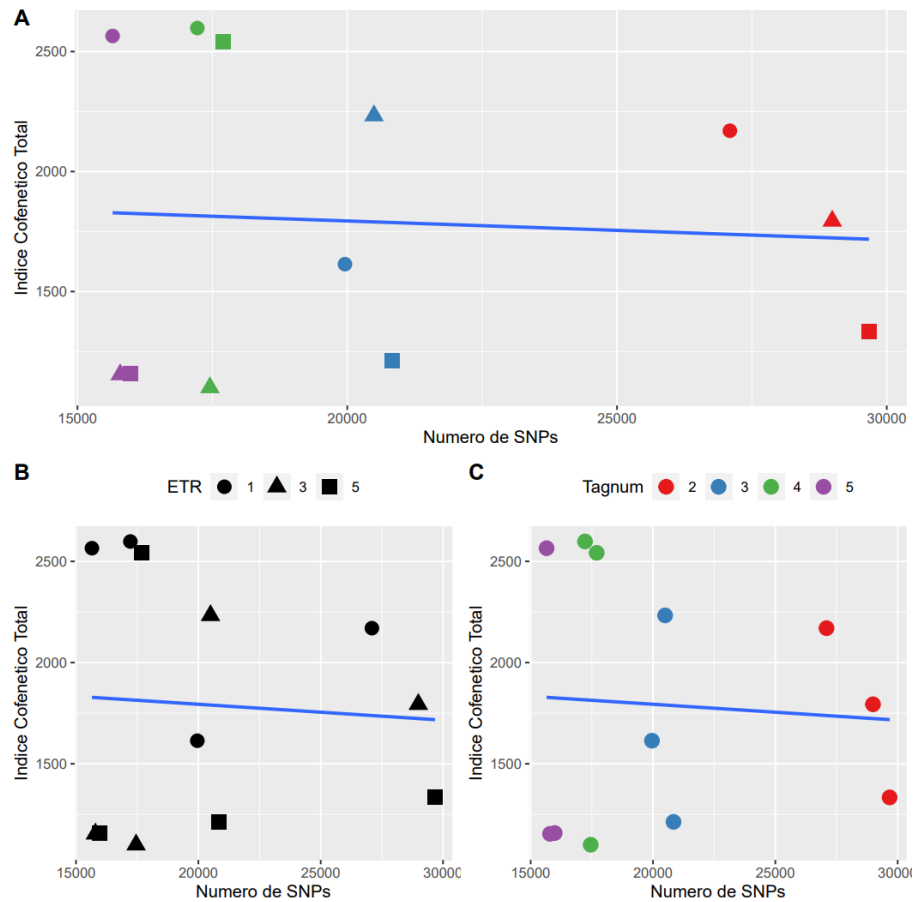 A
2500
2000
1500
Indice Cofenetico Total
15000 20000 25000 30000
Numero de SNPs
B
ETR 1 3 5
2500
2000
1500
Indice Cofenetico Total
15000 20000 25000 30000
Numero de SNPs
C
Tagnum 2 3 4 5
2500
2000
1500
Indice Cofenetico Total
15000 20000 25000 3000
Numero de SNPs